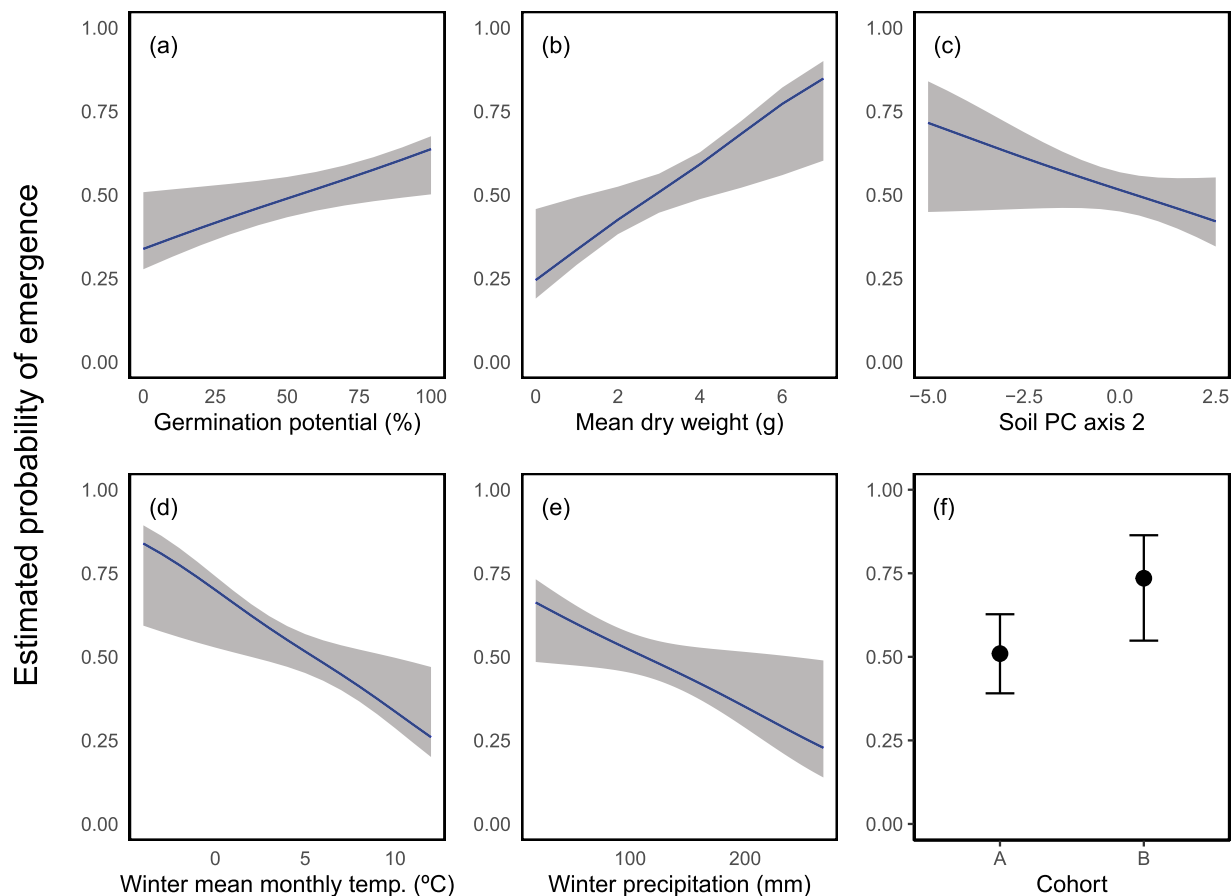 Estimated probability of emergence
(a)
1.00
0.75
0.50
0.25
0.00
0 25 50 75 100
Germination potential (%)
(b)
1.00
0.75
0.50
0.25
0.00
0 2 4 6
Mean dry weight (g)
(c)
1.00
0.75
0.50
0.25
0.00
−5.0 −2.5 0.0 2.5
Soil PC axis 2
(d)
1.00
0.75
0.50
0.25
0.00
0 5 10
Winter mean monthly temp. (ºC)
(e)
1.00
0.75
0.50
0.25
0.00
100 200
Winter precipitation (mm)
(f)
1.00
0.75
0.50
0.25
0.00
A B
Cohort